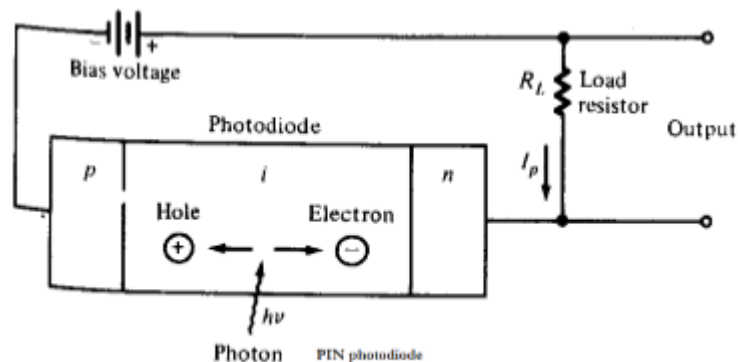 − +
Bias voltage
R_L Load
resistor
Photodiode
Output
p i n
I_p
Hole Electron
+ −
hν
Photon PIN photodiode